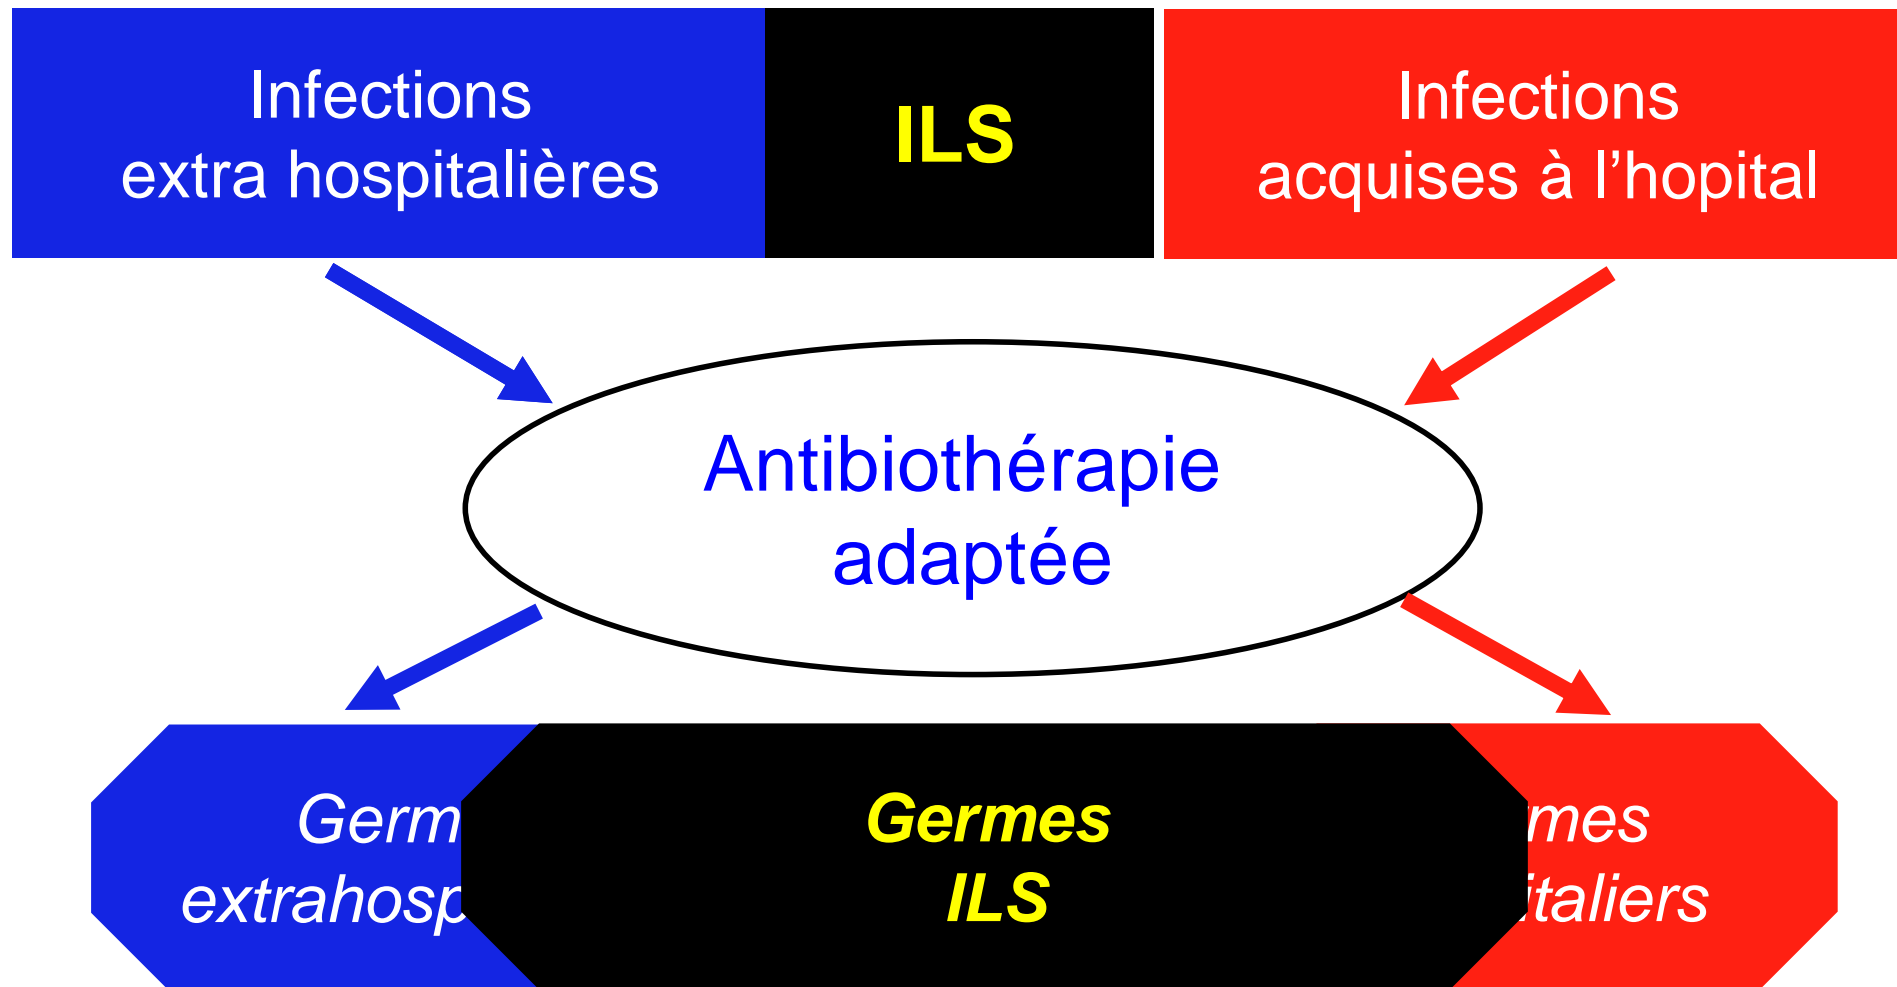 Infections
extra hospitalières
ILS
Infections
acquises à l’hopital
Antibiothérapie
adaptée
Germ
extrahosp
Germes
ILS
mes
italiers